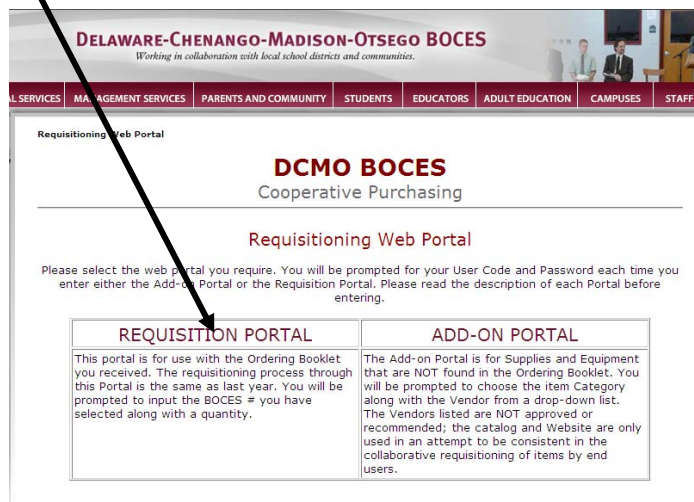 DELAWARE-CHENANGO-MADISON-OTSEGO BOCES
Working in collaboration with local school districts and communities.
SERVICES MANAGEMENT SERVICES PARENTS AND COMMUNITY STUDENTS EDUCATORS ADULT EDUCATION CAMPUSES STAFF
Requisitioning Web Portal
DCMO BOCES
Cooperative Purchasing
Requisitioning Web Portal
Please select the web portal you require. You will be prompted for your User Code and Password each time you
enter either the Add-on Portal or the Requisition Portal. Please read the description of each Portal before
entering.
REQUISITION PORTAL
This portal is for use with the Ordering Booklet
you received. The requisitioning process through
this Portal is the same as last year. You will be
prompted to input the BOCES # you have
selected along with a quantity.
ADD-ON PORTAL
The Add-on Portal is for Supplies and Equipment
that are NOT found in the Ordering Booklet. You
will be prompted to choose the item Category
along with the Vendor from a drop-down list.
The Vendors listed are NOT approved or
recommended; the catalog and Website are only
used in an attempt to be consistent in the
collaborative requisitioning of items by end
users.